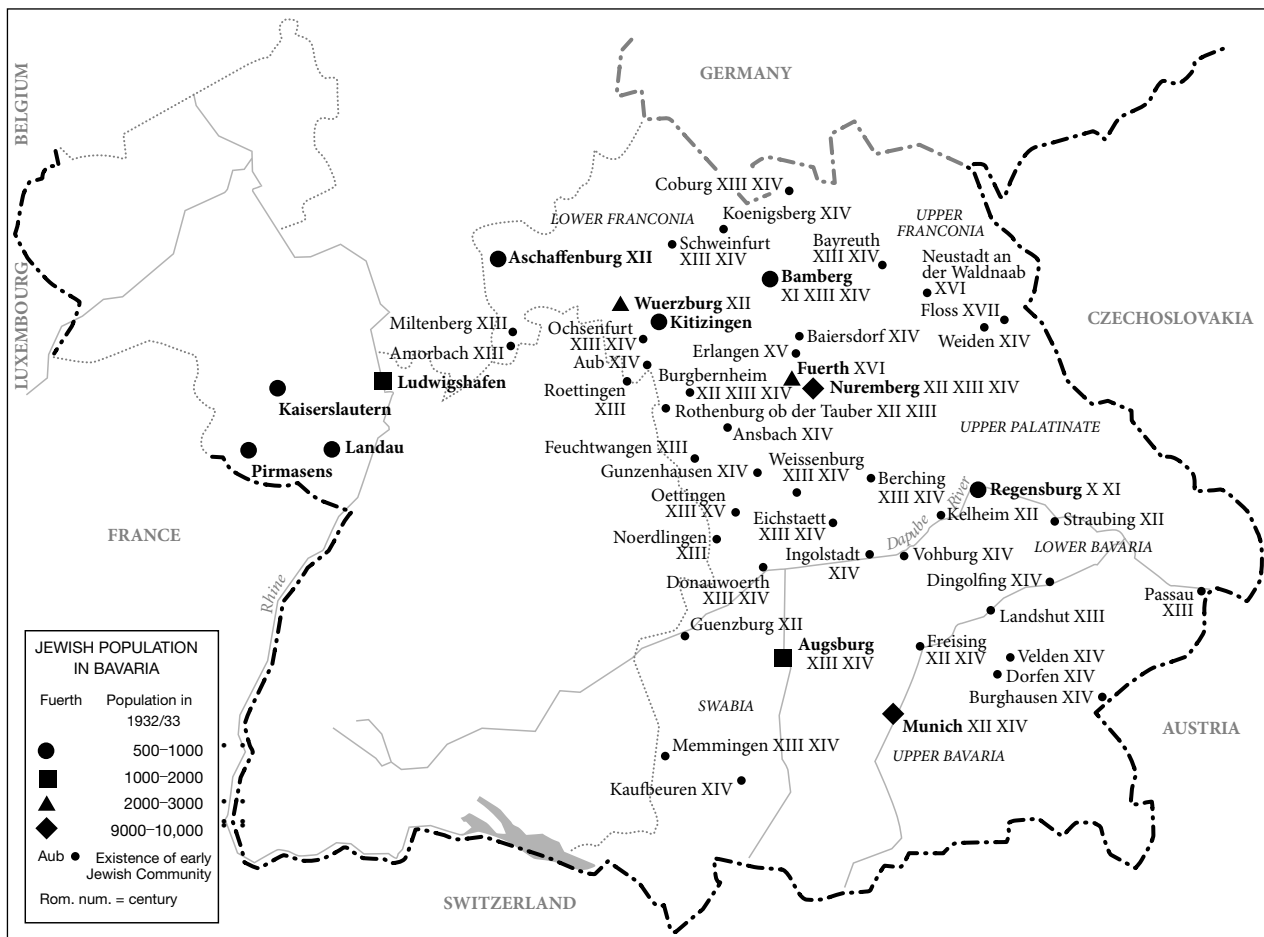 BELGIUM
LUXEMBOURG
GERMANY
CZECHOSLOVAKIA
FRANCE
SWITZERLAND
AUSTRIA
Coburg XIII XIV
Koenigsberg XIV
LOWER FRANCONIA
UPPER
FRANCONIA
Schweinfurt
XIII XIV
Bayreuth
XIII XIV
Neustadt an
der Waldnaab
XVI
Aschaffenburg XII
Bamberg
XI XIII XIV
Floss XVII
Weiden XIV
Wuerzburg XII
Kitizingen
Miltenberg XIII
Amorbach XIII
Ochsenfurt
XIII XIV
Aub XIV
Baiersdorf XIV
Erlangen XV
Fuerth XVI
Nuremberg XII XIII XIV
Ludwigshafen
Kaiserslautern
Roettingen
XIII
Burgbernheim
XII XIII XIV
Rothenburg ob der Tauber XII XIII
Ansbach XIV
UPPER PALATINATE
Landau
Pirmasens
Feuchtwangen XIII
Gunzenhausen XIV
Weissenburg
XIII XIV
Berching
XIII XIV
Regensburg X XI
Oettingen
XIII XV
Eichstaett
XIII XIV
Dapube River
Kelheim XII
Straubing XII
LOWER BAVARIA
Noerdlingen
XIII
Ingolstadt
XIV
Vohburg XIV
Dingolfing XIV
Passau
XIII
Donauwoerth
XIII XIV
Landshut XIII
Rhine
Guenzburg XII
Augsburg
XIII XIV
Freising
XII XIV
Velden XIV
Dorfen XIV
Burghausen XIV
SWABIA
Munich XII XIV
UPPER BAVARIA
Memmingen XIII XIV
Kaufbeuren XIV
JEWISH POPULATION
IN BAVARIA
Fuerth Population in
1932/33
500–1000
1000–2000
2000–3000
9000–10,000
Aub Existence of early
Jewish Community
Rom. num. = century